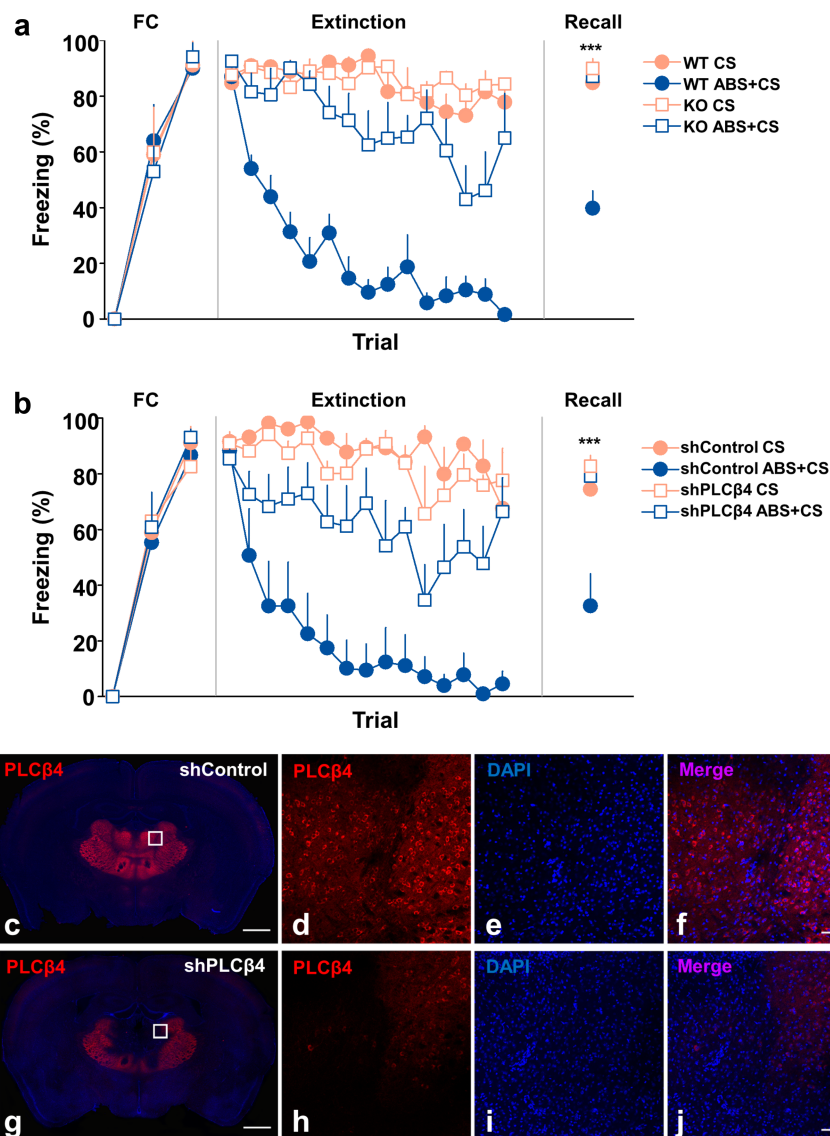 a
FC Extinction Recall
Freezing (%)
100
80
60
40
20
0
***
WT CS
WT ABS+CS
KO CS
KO ABS+CS
Trial
b
FC Extinction Recall
Freezing (%)
100
80
60
40
20
0
***
shControl CS
shControl ABS+CS
shPLCβ4 CS
shPLCβ4 ABS+CS
Trial
PLCβ4 shControl
c
PLCβ4
d
DAPI
e
Merge
f
PLCβ4 shPLCβ4
g
PLCβ4
h
DAPI
i
Merge
j